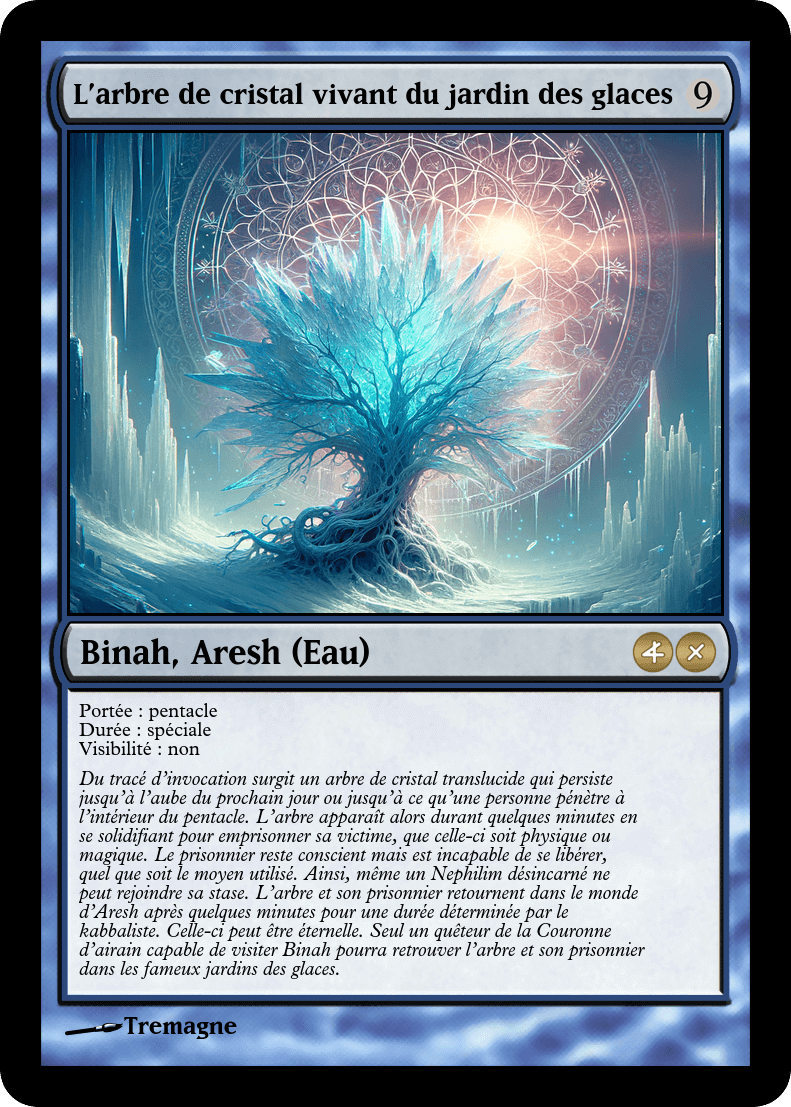 L'arbre de cristal vivant du jardin des glaces 9
Binah, Aresh (Eau)
Portée : pentacle
Durée : spéciale
Visibilité : non
Du tracé d'invocation surgit un arbre de cristal translucide qui persiste
jusqu'à l'aube du prochain jour ou jusqu'à ce qu'une personne pénètre à
l'intérieur du pentacle. L'arbre apparaît alors durant quelques minutes en
se solidifiant pour emprisonner sa victime, que celle-ci soit physique ou
magique. Le prisonnier reste conscient mais est incapable de se libérer,
quel que soit le moyen utilisé. Ainsi, même un Nephilim désincarné ne
peut rejoindre sa stase. L'arbre et son prisonnier retournent dans le monde
d'Aresh après quelques minutes pour une durée déterminée par le
kabbaliste. Celle-ci peut être éternelle. Seul un quêteur de la Couronne
d'airain capable de visiter Binah pourra retrouver l'arbre et son prisonnier
dans les fameux jardins des glaces.
Tremagne